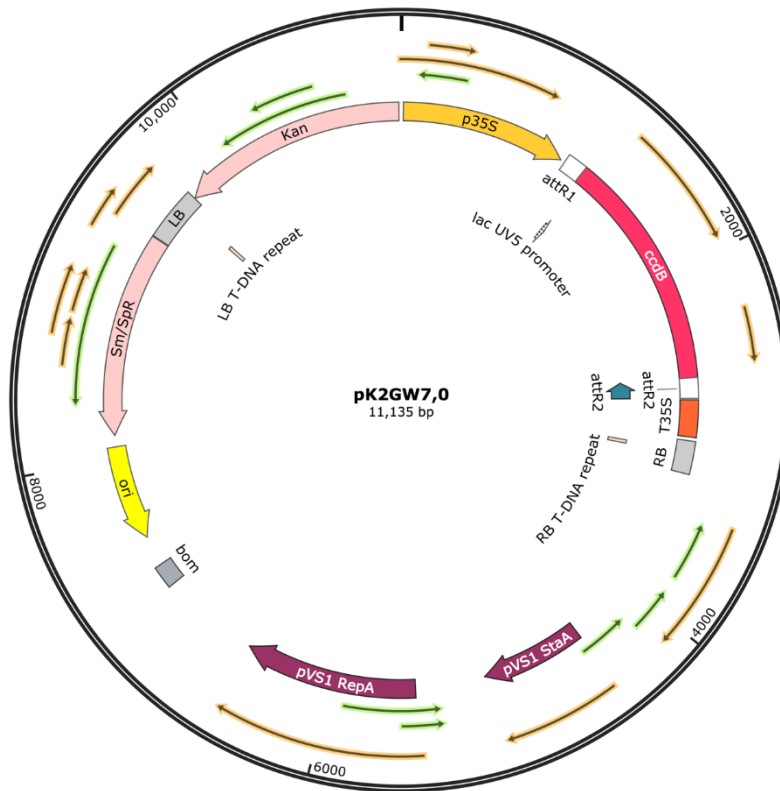 p35S
attR1
lac UV5 promoter
ccdB
2000
attR2
attR2
T35S
RB
RB T-DNA repeat
4000
pVS1 StaA
pVS1 RepA
6000
bom
ori
8000
Sm/SpR
LB
LB T-DNA repeat
Kan
10,000
pK2GW7,0
11,135 bp